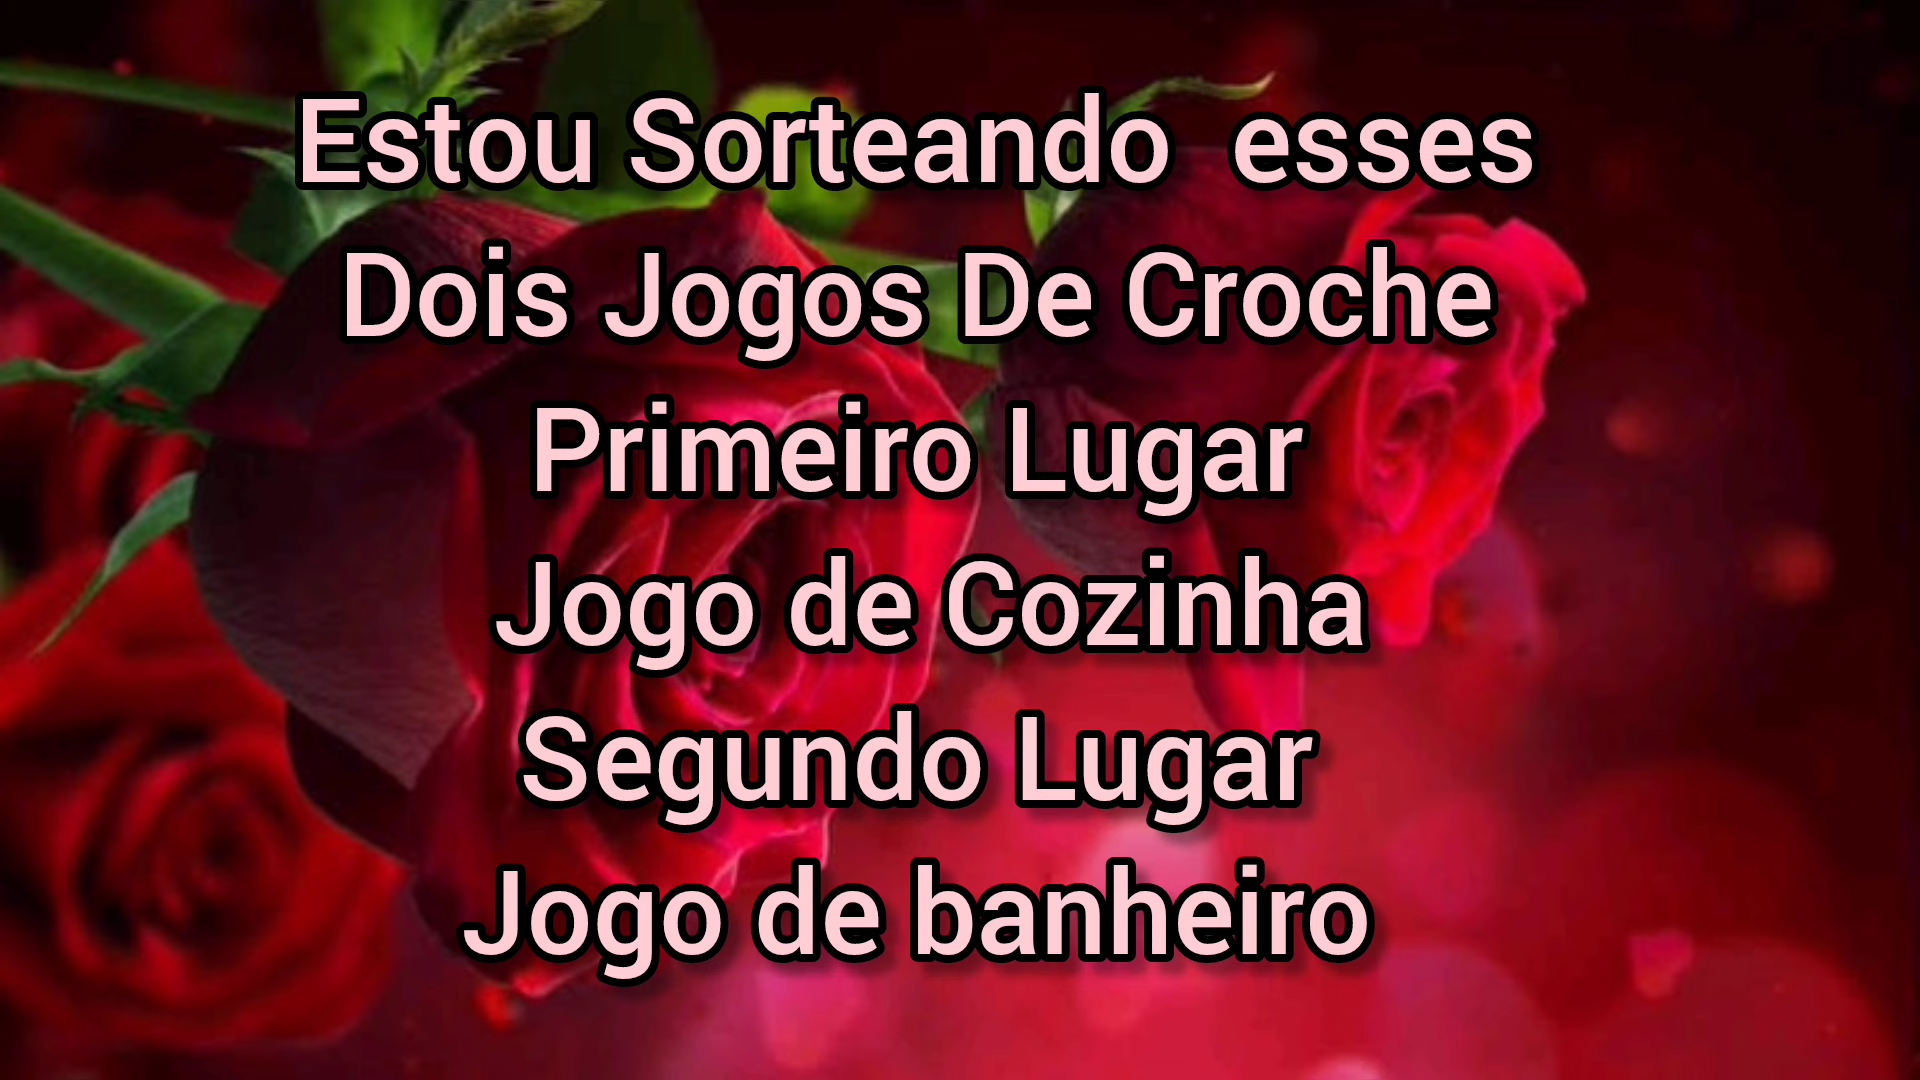 Estou Sorteando esses
Dois Jogos De Croche
Primeiro Lugar
Jogo de Cozinha
Segundo Lugar
Jogo de banheiro